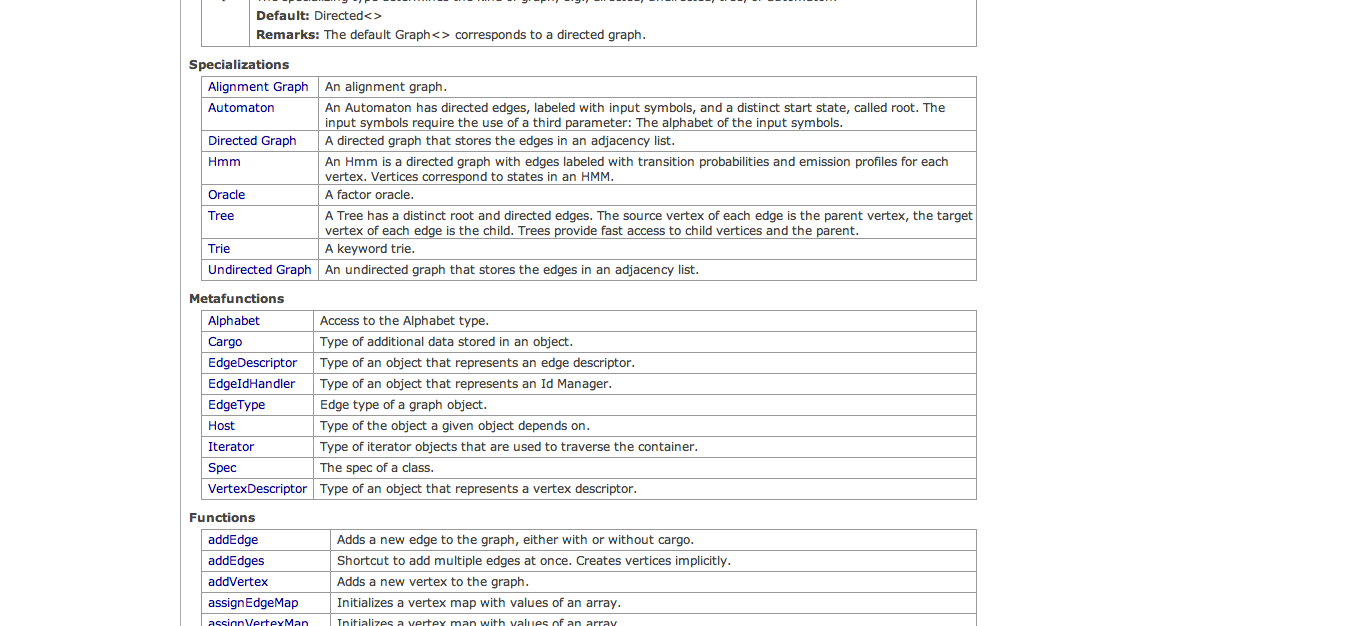 Default: Directed<>
Remarks: The default Graph<> corresponds to a directed graph.
Specializations
Alignment Graph An alignment graph.
Automaton An Automaton has directed edges, labeled with input symbols, and a distinct start state, called root. The
input symbols require the use of a third parameter: The alphabet of the input symbols.
Directed Graph A directed graph that stores the edges in an adjacency list.
Hmm An Hmm is a directed graph with edges labeled with transition probabilities and emission profiles for each
vertex. Vertices correspond to states in an HMM.
Oracle A factor oracle.
Tree A Tree has a distinct root and directed edges. The source vertex of each edge is the parent vertex, the target
vertex of each edge is the child. Trees provide fast access to child vertices and the parent.
Trie A keyword trie.
Undirected Graph An undirected graph that stores the edges in an adjacency list.
Metafunctions
Alphabet Access to the Alphabet type.
Cargo Type of additional data stored in an object.
EdgeDescriptor Type of an object that represents an edge descriptor.
EdgeIdHandler Type of an object that represents an Id Manager.
EdgeType Edge type of a graph object.
Host Type of the object a given object depends on.
Iterator Type of iterator objects that are used to traverse the container.
Spec The spec of a class.
VertexDescriptor Type of an object that represents a vertex descriptor.
Functions
addEdge Adds a new edge to the graph, either with or without cargo.
addEdges Shortcut to add multiple edges at once. Creates vertices implicitly.
addVertex Adds a new vertex to the graph.
assignEdgeMap Initializes a vertex map with values of an array.
assignVertexMap Initializes a vertex map with values of an array.